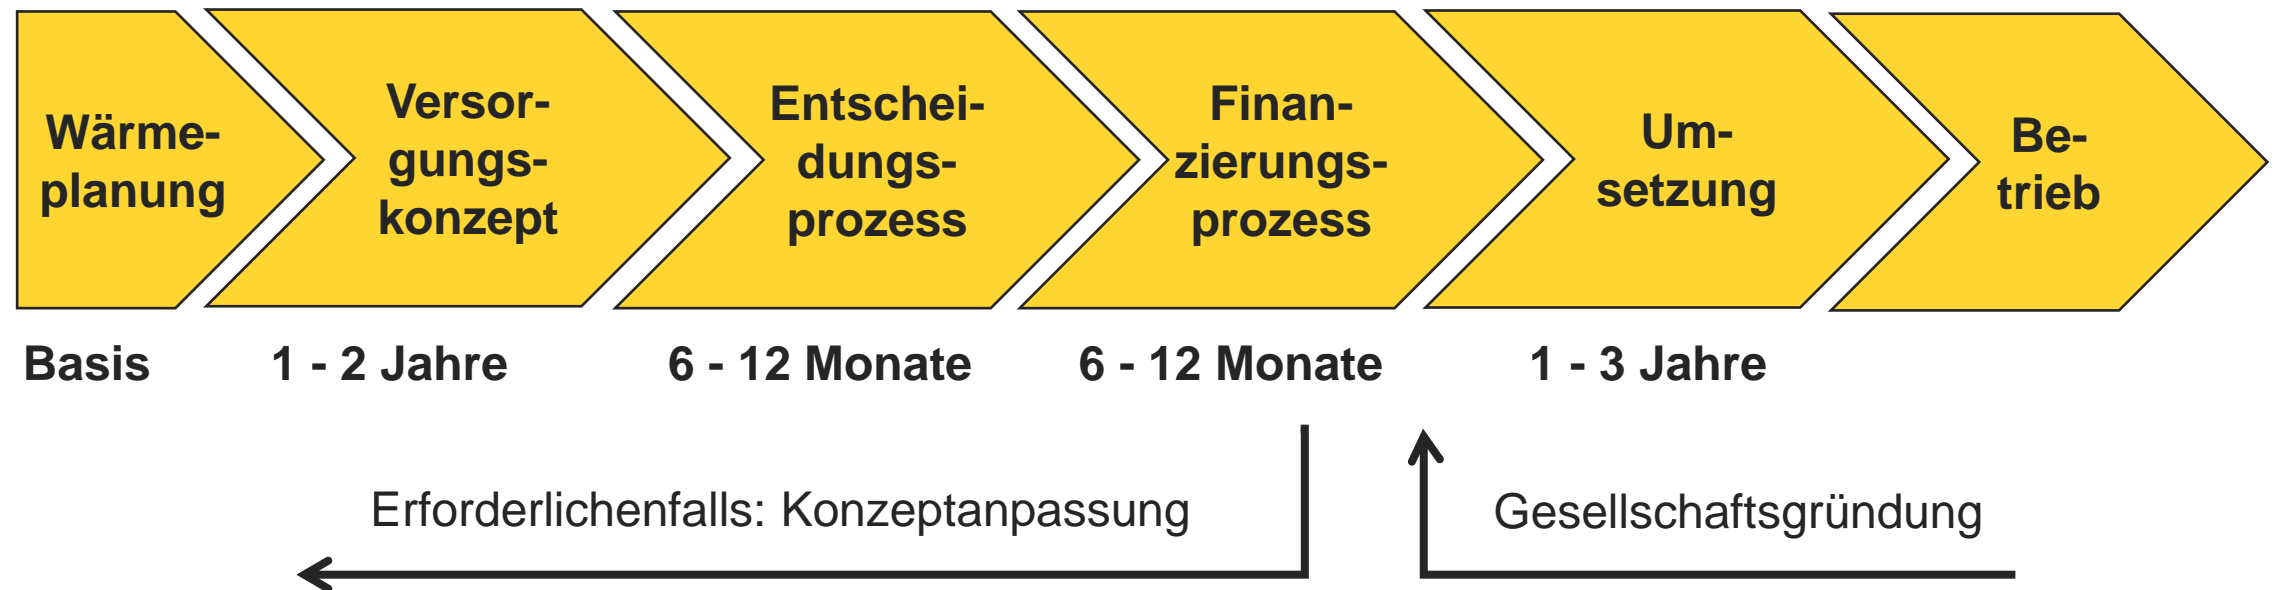 Wärme-
planung
Versor-
gungs-
konzept
Entschei-
dungs-
prozess
Finan-
zierungs-
prozess
Um-
setzung
Be-
trieb
Basis
1 - 2 Jahre
6 - 12 Monate
6 - 12 Monate
1 - 3 Jahre
Erforderlichenfalls: Konzeptanpassung
Gesellschaftsgründung